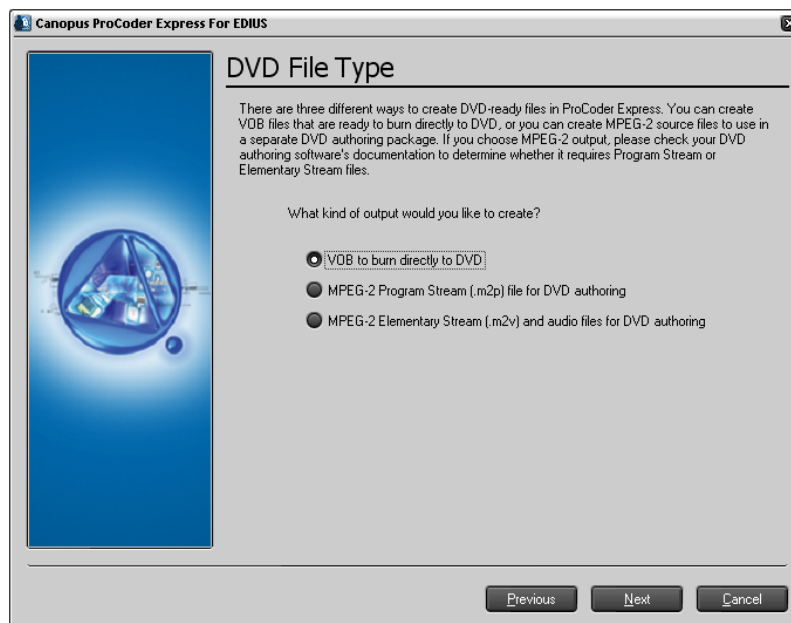 Canopus ProCoder Express For EDIUS
DVD File Type
There are three different ways to create DVD-ready files in ProCoder Express. You can create
VOB files that are ready to burn directly to DVD, or you can create MPEG-2 source files to use in
a separate DVD authoring package. If you choose MPEG-2 output, please check your DVD
authoring software's documentation to determine whether it requires Program Stream or
Elementary Stream files.
What kind of output would you like to create?
VOB to burn directly to DVD
MPEG-2 Program Stream (.m2p) file for DVD authoring
MPEG-2 Elementary Stream (.m2v) and audio files for DVD authoring
Previous
Next
Cancel